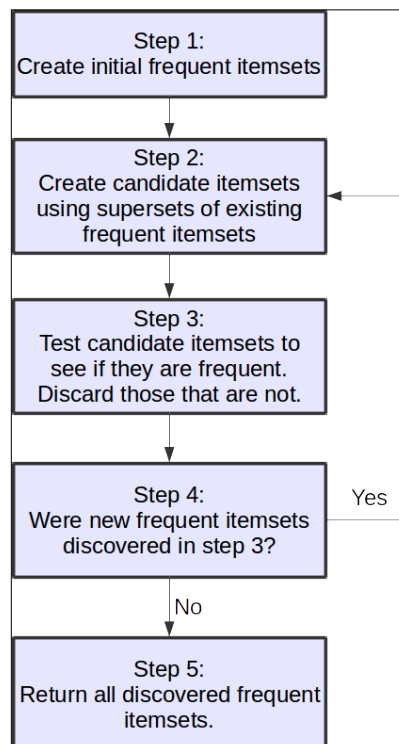 Step 1:
Create initial frequent itemsets
Step 2:
Create candidate itemsets
using supersets of existing
frequent itemsets
Step 3:
Test candidate itemsets to
see if they are frequent.
Discard those that are not.
Step 4:
Were new frequent itemsets
discovered in step 3?
Yes
No
Step 5:
Return all discovered frequent
itemsets.